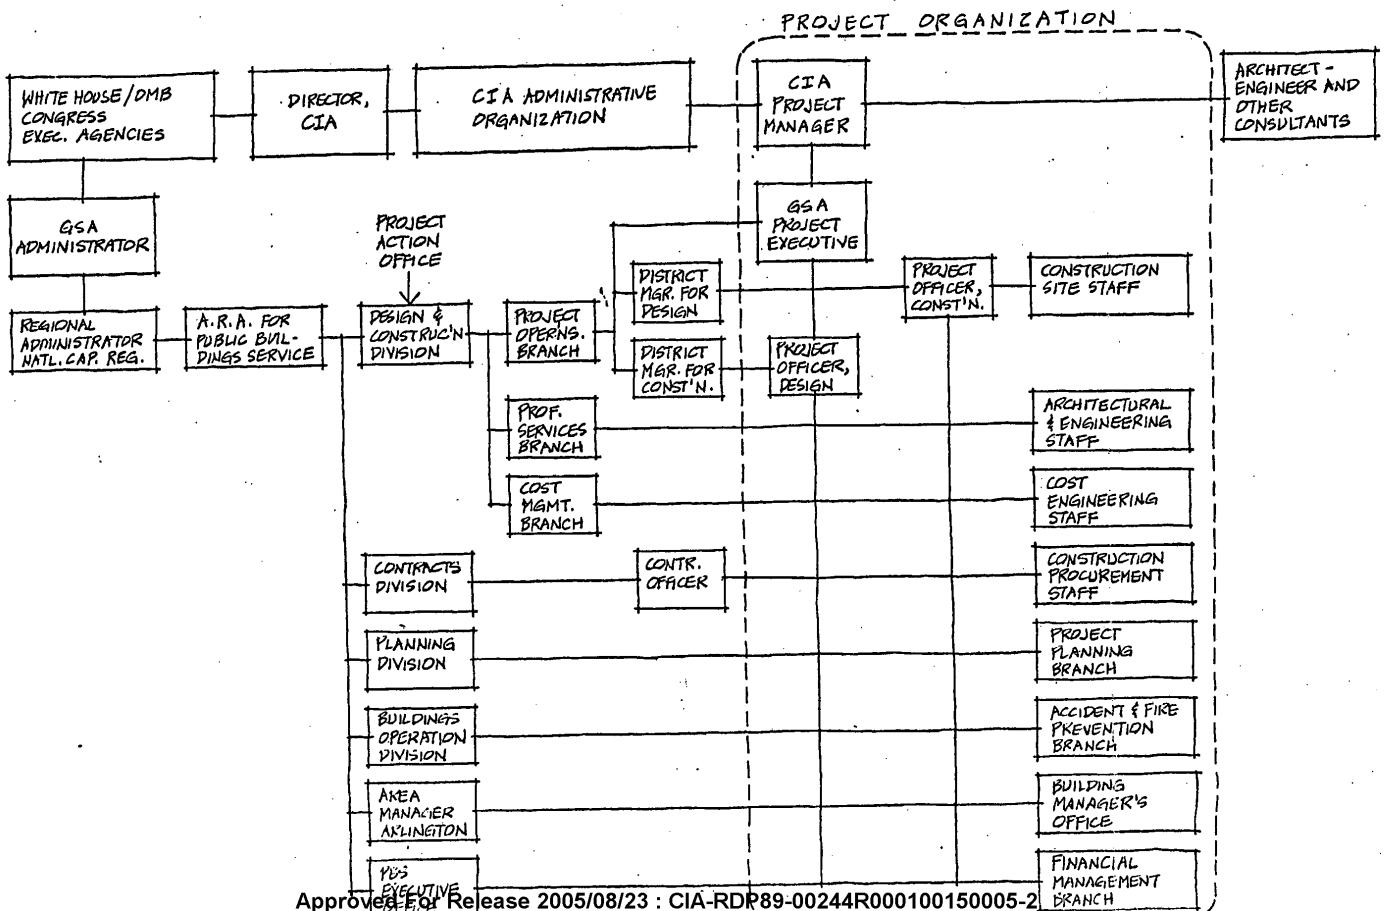 PROJECT ORGANIZATION
WHITE HOUSE/OMB
CONGRESS
EXEC. AGENCIES
DIRECTOR,
CIA
CIA ADMINISTRATIVE
ORGANIZATION
CIA
PROJECT
MANAGER
ARCHITECT-
ENGINEER AND
OTHER
CONSULTANTS
GSA
ADMINISTRATOR
PROJECT
ACTION
OFFICE
GSA
PROJECT
EXECUTIVE
REGIONAL
ADMINISTRATOR
NATL. CAP. REG.
A.R.A. FOR
PUBLIC BUIL-
DINGS SERVICE
DESIGN &
CONSTRUC'N
DIVISION
PROJECT
OPERNS.
BRANCH
DISTRICT
MGR. FOR
DESIGN
PROJECT
OFFICER,
CONST'N.
CONSTRUCTION
SITE STAFF
DISTRICT
MGR. FOR
CONST'N.
PROJECT
OFFICER,
DESIGN
PROF.
SERVICES
BRANCH
ARCHITECTURAL
& ENGINEERING
STAFF
COST
MGMT.
BRANCH
COST
ENGINEERING
STAFF
CONTRACTS
DIVISION
CONTR.
OFFICER
CONSTRUCTION
PROCUREMENT
STAFF
PLANNING
DIVISION
PROJECT
PLANNING
BRANCH
BUILDINGS
OPERATION
DIVISION
ACCIDENT & FIRE
PREVENTION
BRANCH
AREA
MANAGER
ARLINGTON
BUILDING
MANAGER'S
OFFICE
PBS
EXECUTIVE
FINANCIAL
MANAGEMENT
BRANCH
Approved For Release 2005/08/23 : CIA-RDP89-00244R000100150005-2